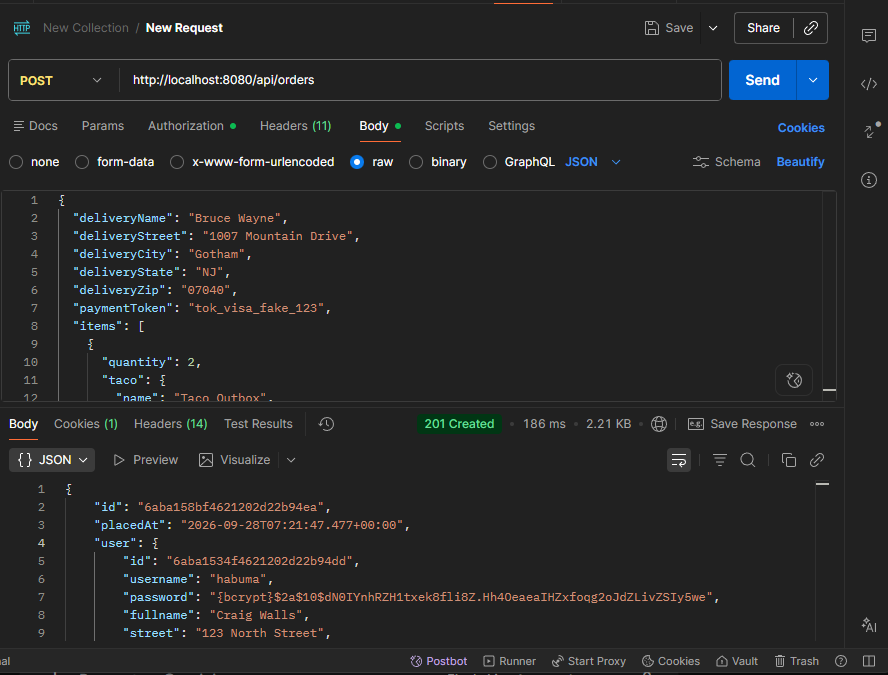 HTTP New Collection / New Request Save Share
POST http://localhost:8080/api/orders Send
Docs Params Authorization Headers (11) Body Scripts Settings Cookies
none form-data x-www-form-urlencoded raw binary GraphQL JSON Schema Beautify
1 {
2 "deliveryName": "Bruce Wayne",
3 "deliveryStreet": "1007 Mountain Drive",
4 "deliveryCity": "Gotham",
5 "deliveryState": "NJ",
6 "deliveryZip": "07040",
7 "paymentToken": "tok_visa_fake_123",
8 "items": [
9 {
10 "quantity": 2,
11 "taco": {
12 "name": "Taco Outbox",
Body Cookies (1) Headers (14) Test Results 201 Created • 186 ms • 2.21 KB • e.g. Save Response
{} JSON Preview Visualize
1 {
2 "id": "6aba158bf4621202d22b94ea",
3 "placedAt": "2026-09-28T07:21:47.477+00:00",
4 "user": {
5 "id": "6aba1534f4621202d22b94dd",
6 "username": "habuma",
7 "password": "{bcrypt}$2a$10$dN0IYnhRZH1txek8fli8Z.Hh4OeaeaIHZxfoqg2oJdZLivZSIy5we",
8 "fullname": "Craig Walls",
9 "street": "123 North Street",
nal Postbot Runner Start Proxy Cookies Vault Trash
AI